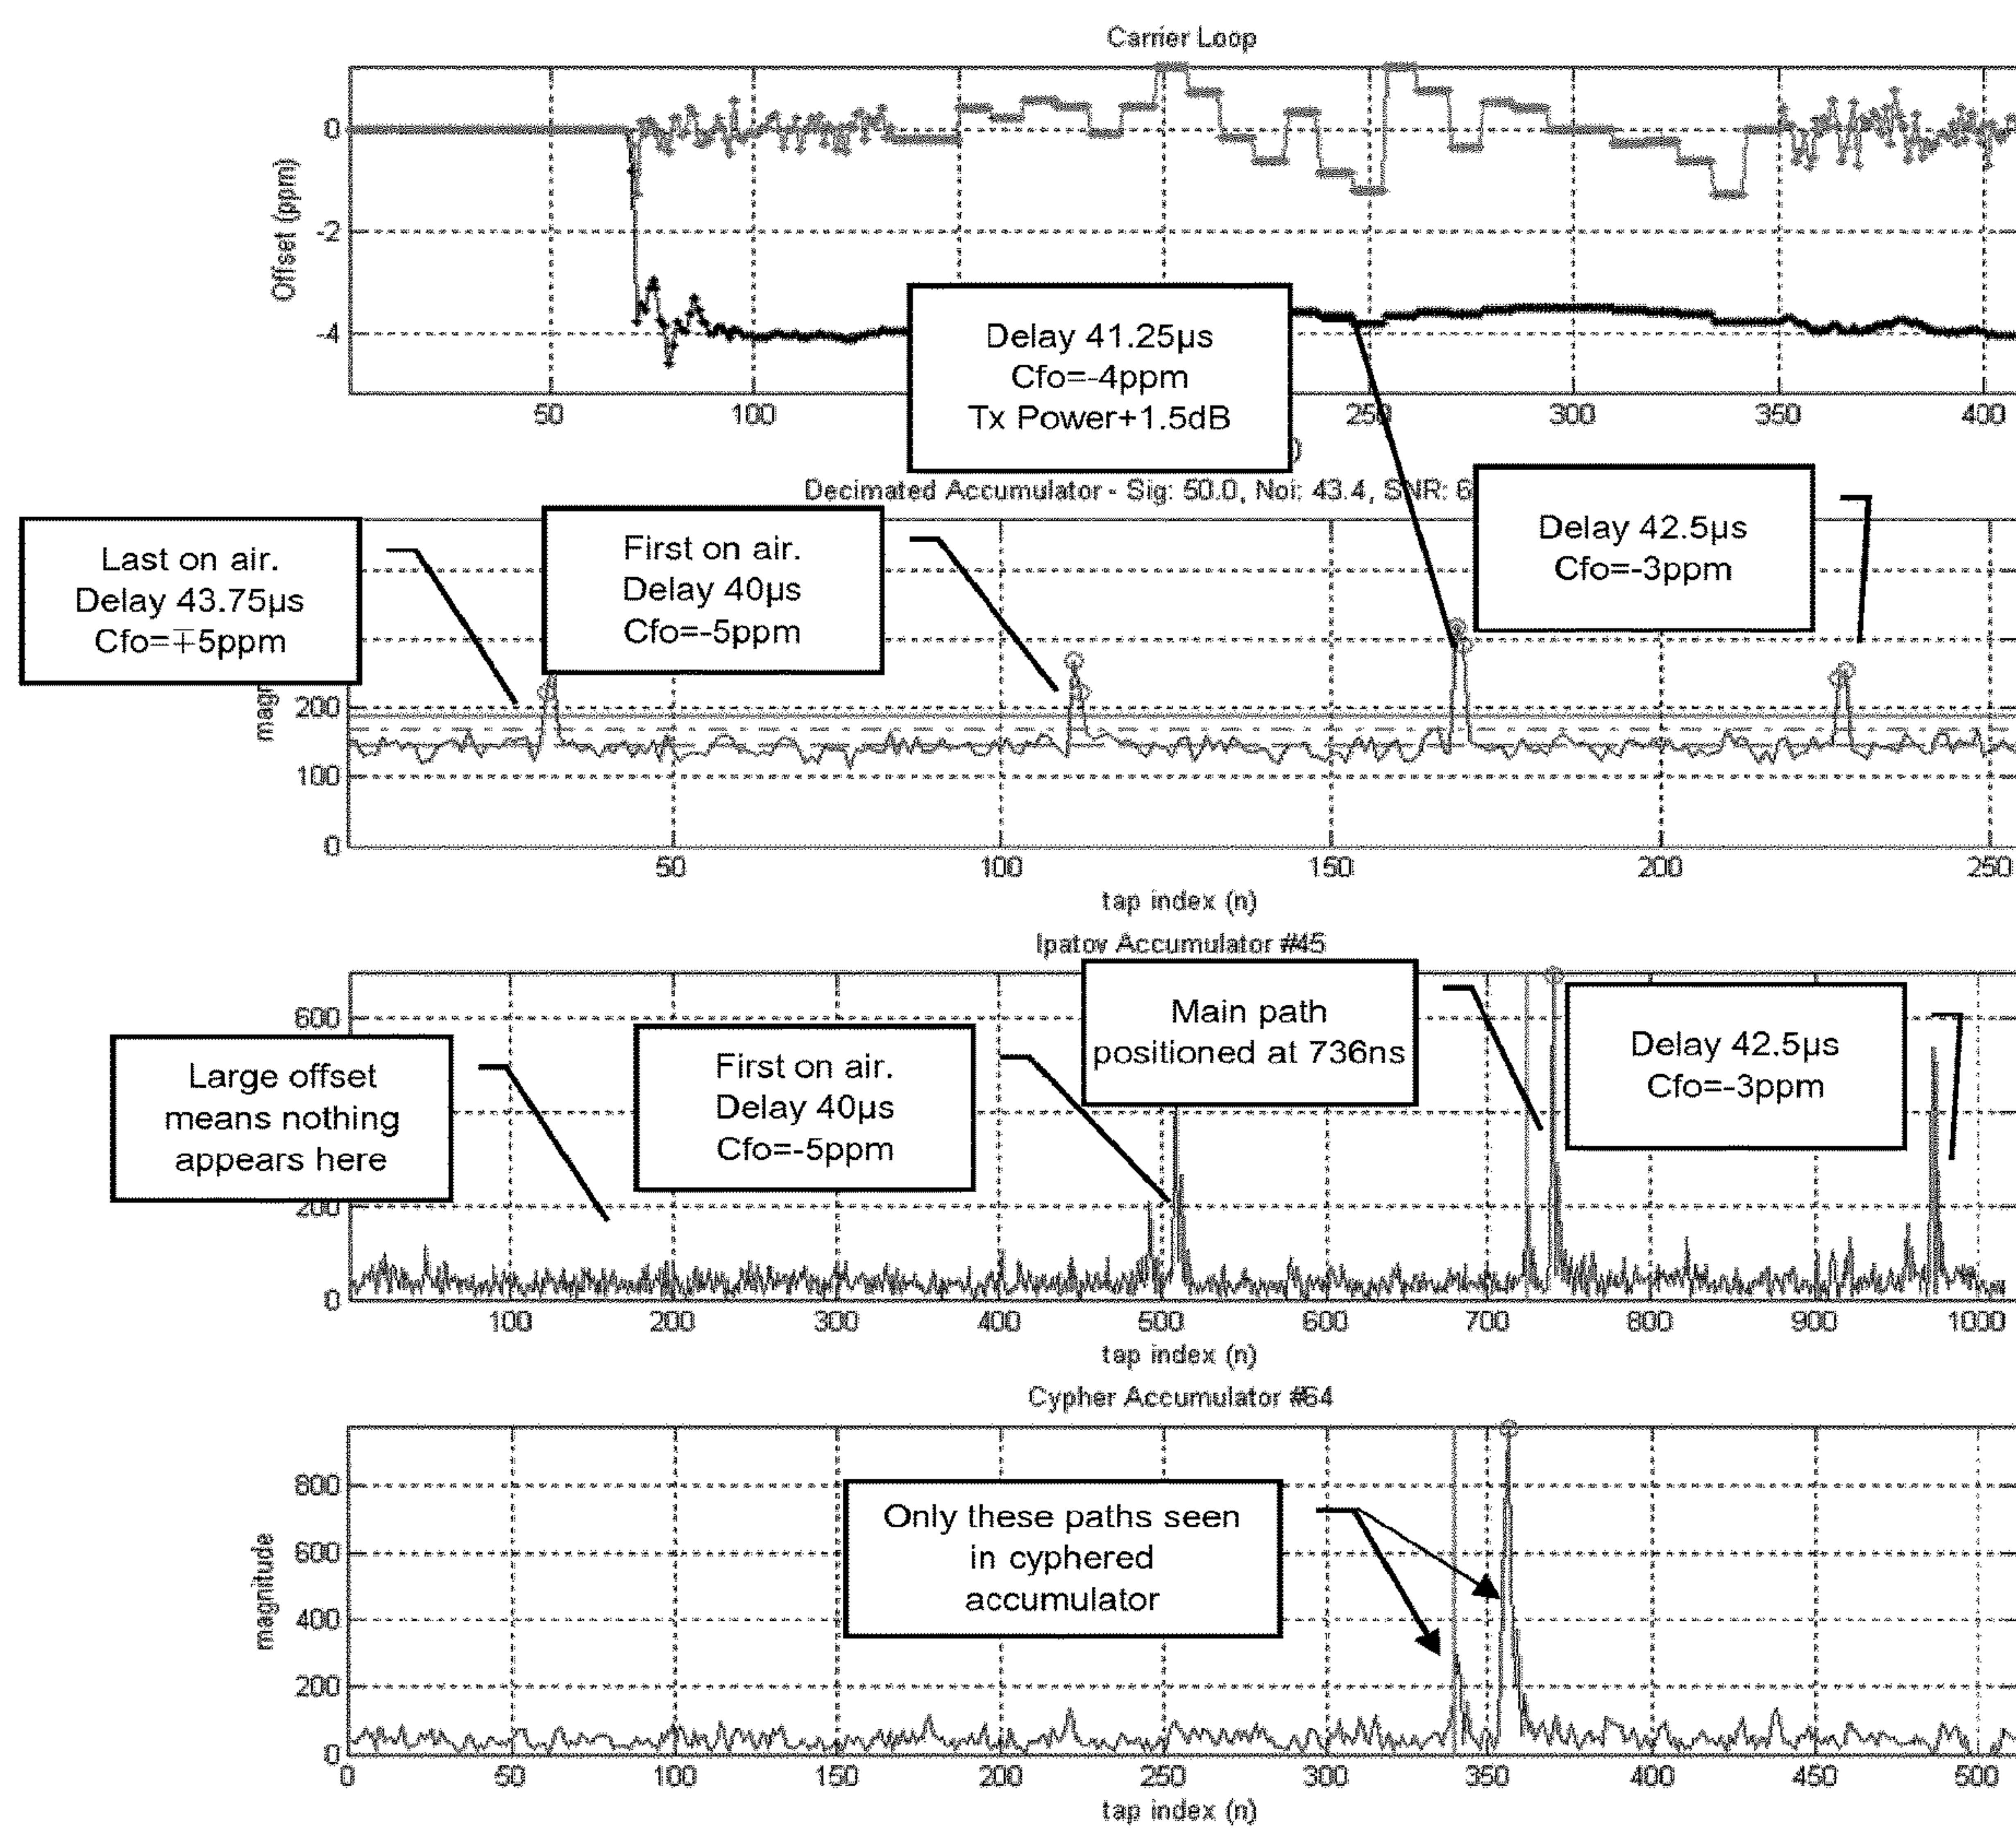 Carrier Loop
Offset (ppm)
0
-2
-4
50
100
250
300
350
400
Delay 41.25µs
Cfo=-4ppm
Tx Power+1.5dB
Decimated Accumulator - Sig: 50.0, Noi: 43.4, SNR: 6
Last on air.
Delay 43.75µs
Cfo=∓5ppm
First on air.
Delay 40µs
Cfo=-5ppm
Delay 42.5µs
Cfo=-3ppm
200
100
0
50
100
150
200
250
tap index (n)
Ipatov Accumulator #45
Large offset
means nothing
appears here
First on air.
Delay 40µs
Cfo=-5ppm
Main path
positioned at 736ns
Delay 42.5µs
Cfo=-3ppm
600
200
0
100
200
300
400
500
600
700
800
900
1000
tap index (n)
Cypher Accumulator #64
Only these paths seen
in cyphered
accumulator
magnitude
800
600
400
200
0
0
50
100
150
200
250
300
350
400
450
500
tap index (n)